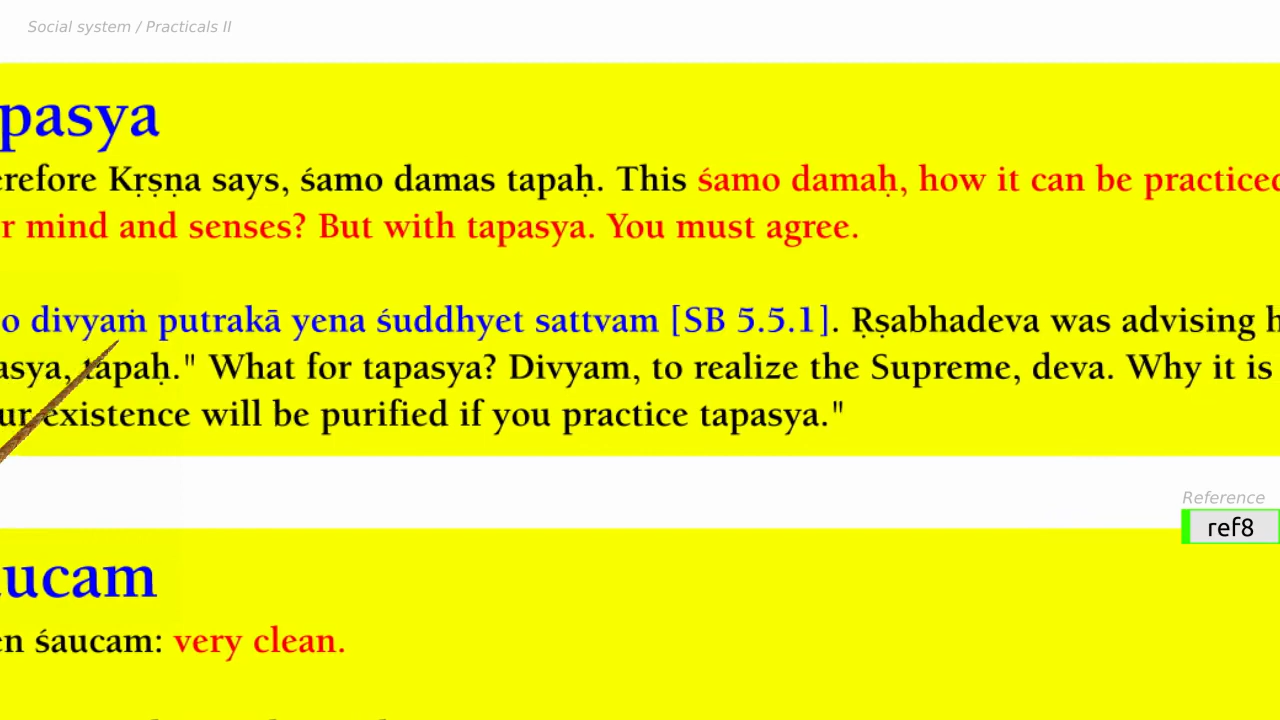 Social system / Practicals II
pasya
erefore Kṛṣṇa says, śamo damas tapaḥ. This śamo damaḥ, how it can be practiced
r mind and senses? But with tapasya. You must agree.
o divyaṁ putrakā yena śuddhyet sattvam [SB 5.5.1]. Ṛṣabhadeva was advising h
asya, tapaḥ." What for tapasya? Divyam, to realize the Supreme, deva. Why it is
ur existence will be purified if you practice tapasya."
Reference
ref8
ucam
en śaucam: very clean.